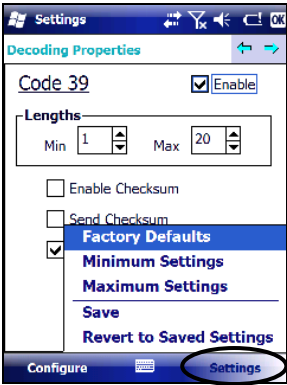 Settings
OK
Decoding Properties
Code 39
Enable
Lengths
Min 1 Max 20
Enable Checksum
Send Checksum
Factory Defaults
Minimum Settings
Maximum Settings
Save
Revert to Saved Settings
Configure
Settings